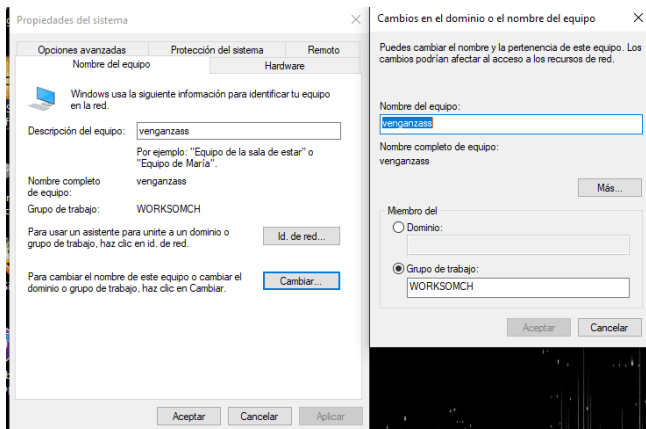 Propiedades del sistema
Opciones avanzadas
Protección del sistema
Remoto
Nombre del equipo
Hardware
Windows usa la siguiente información para identificar tu equipo
en la red.
Descripción del equipo:
venganzass
Por ejemplo: "Equipo de la sala de estar" o
"Equipo de María".
Nombre completo
de equipo:
venganzass
Grupo de trabajo:
WORKSOMCH
Para usar un asistente para unirte a un dominio o
grupo de trabajo, haz clic en id. de red.
Id. de red...
Para cambiar el nombre de este equipo o cambiar el
dominio o grupo de trabajo, haz clic en Cambiar.
Cambiar...
Aceptar
Cancelar
Aplicar
Cambios en el dominio o el nombre del equipo
Puedes cambiar el nombre y la pertenencia de este equipo. Los
cambios podrían afectar al acceso a los recursos de red.
Nombre del equipo:
venganzass
Nombre completo de equipo:
venganzass
Más...
Miembro del
Dominio:
Grupo de trabajo:
WORKSOMCH
Aceptar
Cancelar